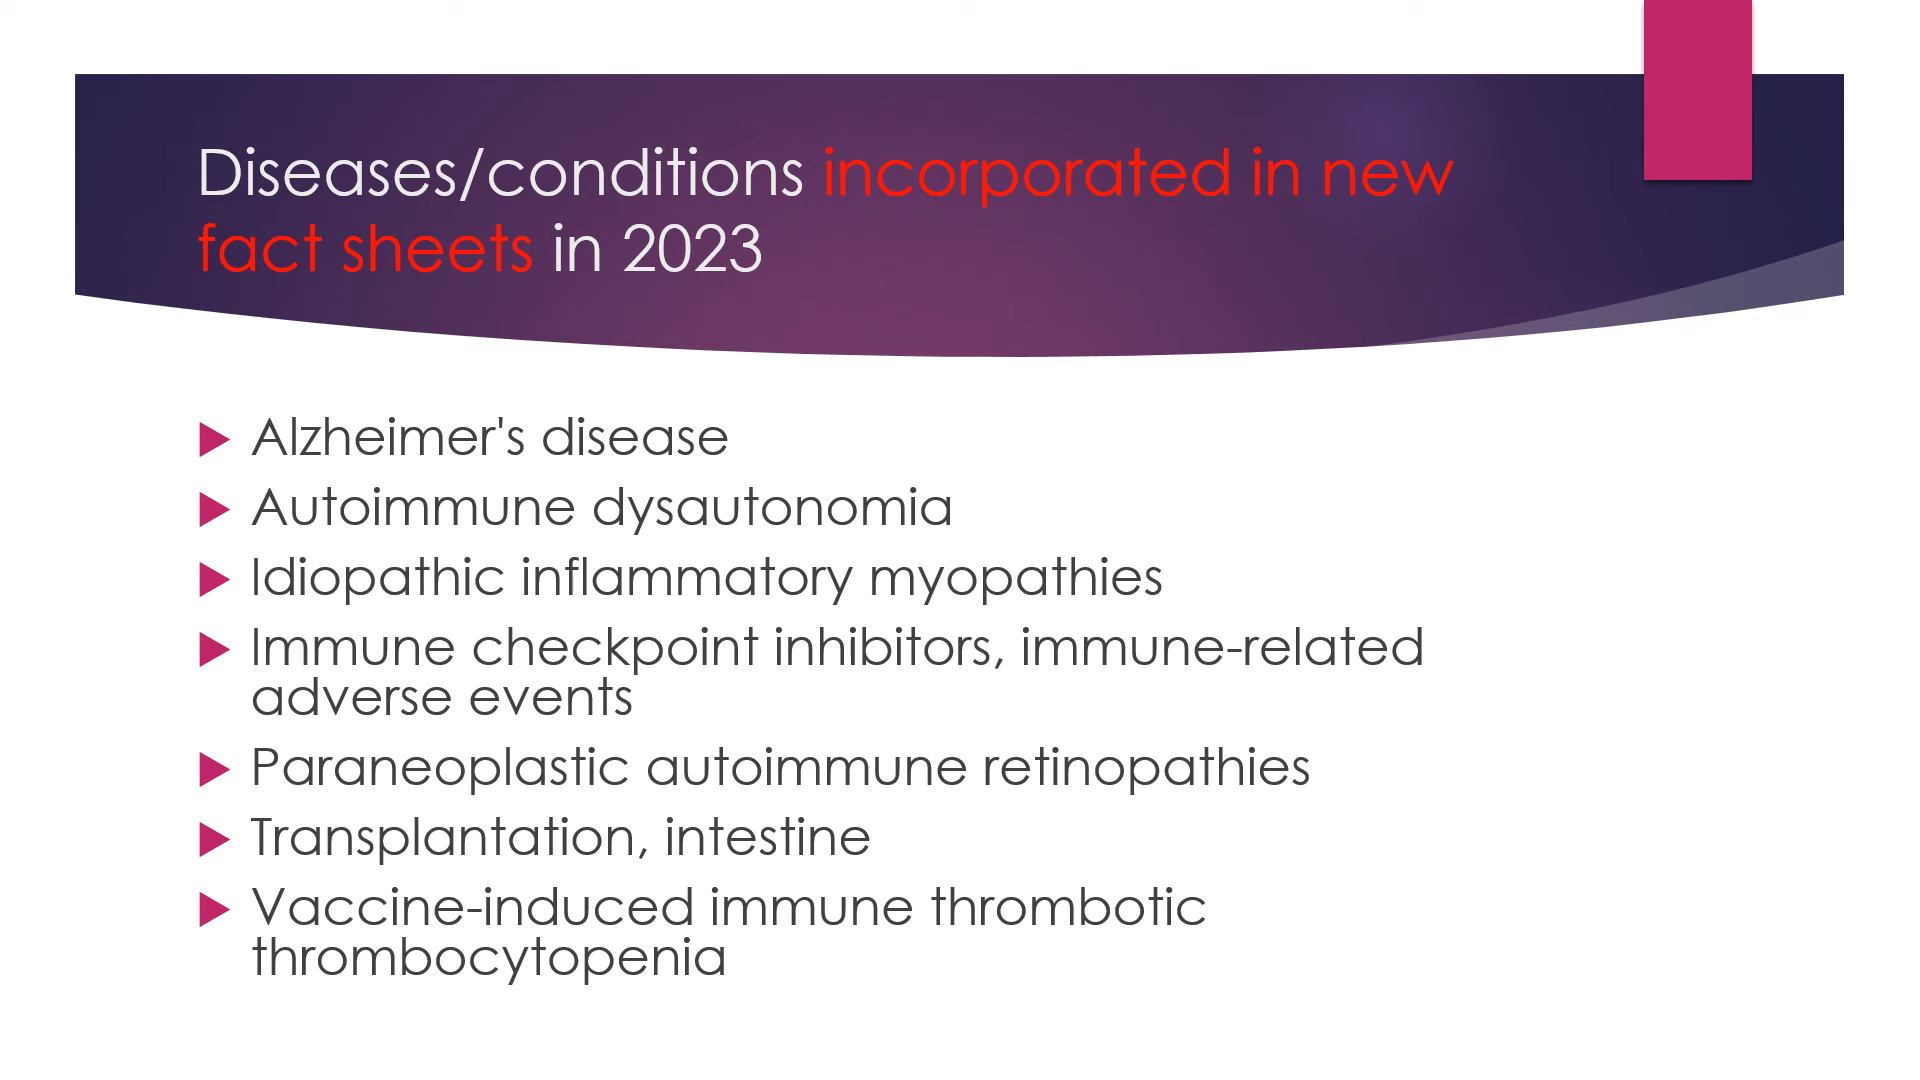 Diseases/conditions incorporated in new
fact sheets in 2023
Alzheimer's disease
Autoimmune dysautonomia
Idiopathic inflammatory myopathies
Immune checkpoint inhibitors, immune-related
adverse events
Paraneoplastic autoimmune retinopathies
Transplantation, intestine
Vaccine-induced immune thrombotic
thrombocytopenia